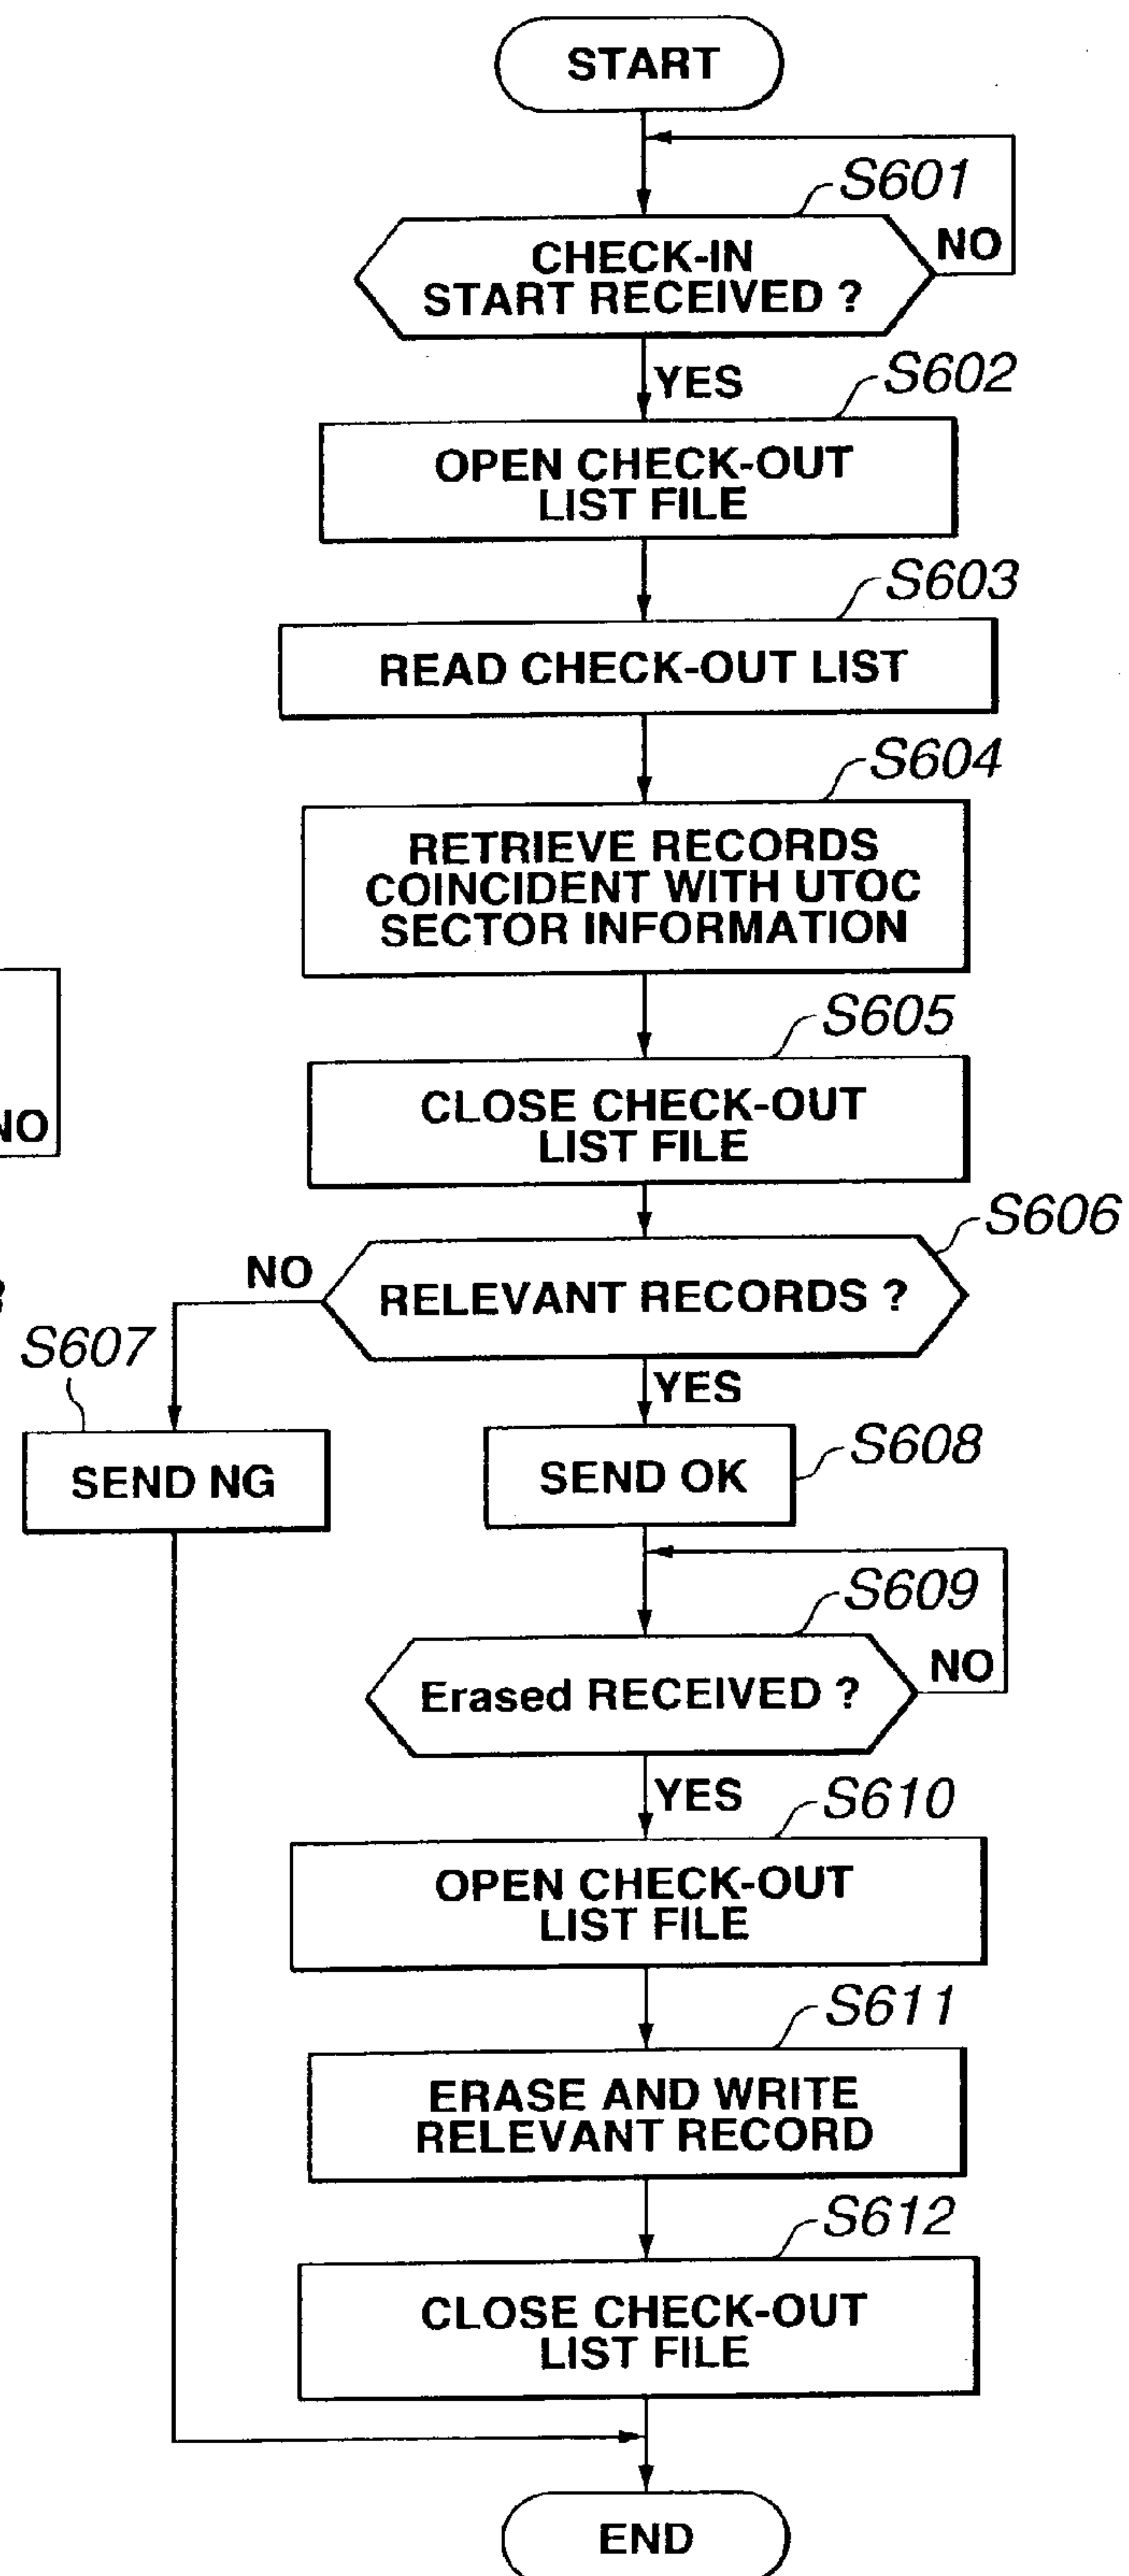 START
S601
NO
CHECK-IN
START RECEIVED ?
YES
S602
OPEN CHECK-OUT
LIST FILE
S603
READ CHECK-OUT LIST
S604
RETRIEVE RECORDS
COINCIDENT WITH UTOC
SECTOR INFORMATION
S605
CLOSE CHECK-OUT
LIST FILE
NO
S606
NO
RELEVANT RECORDS ?
S607
YES
SEND NG
SEND OK
S608
S609
NO
Erased RECEIVED ?
YES
S610
OPEN CHECK-OUT
LIST FILE
S611
ERASE AND WRITE
RELEVANT RECORD
S612
CLOSE CHECK-OUT
LIST FILE
END